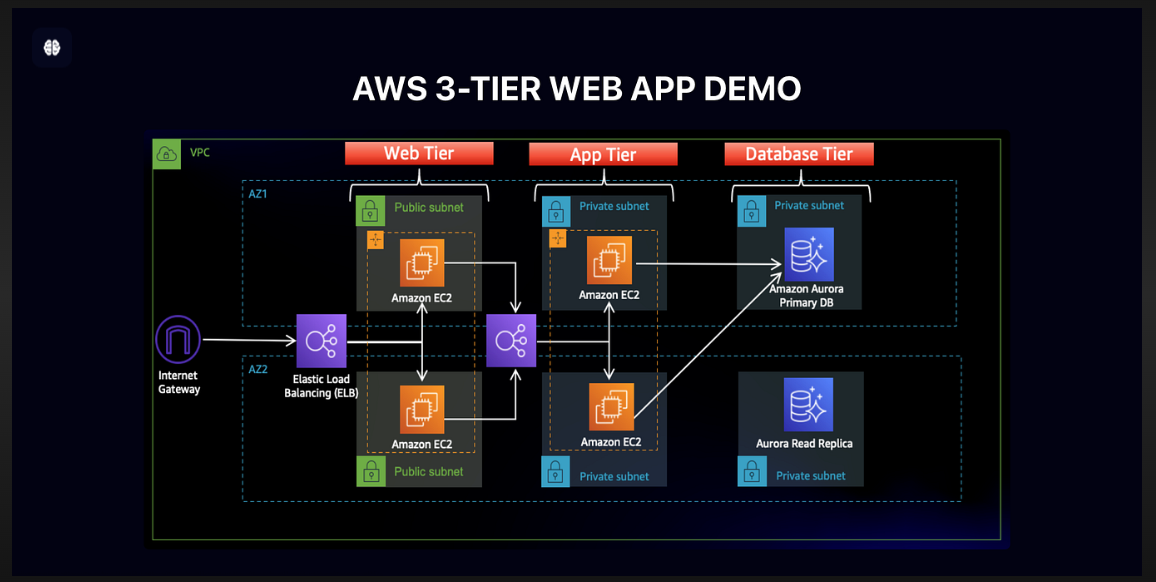 AWS 3-TIER WEB APP DEMO
VPC
Web Tier
App Tier
Database Tier
AZ1
Public subnet
Private subnet
Private subnet
Amazon EC2
Amazon EC2
Amazon Aurora
Primary DB
Internet
Gateway
Elastic Load
Balancing (ELB)
AZ2
Amazon EC2
Amazon EC2
Aurora Read Replica
Public subnet
Private subnet
Private subnet